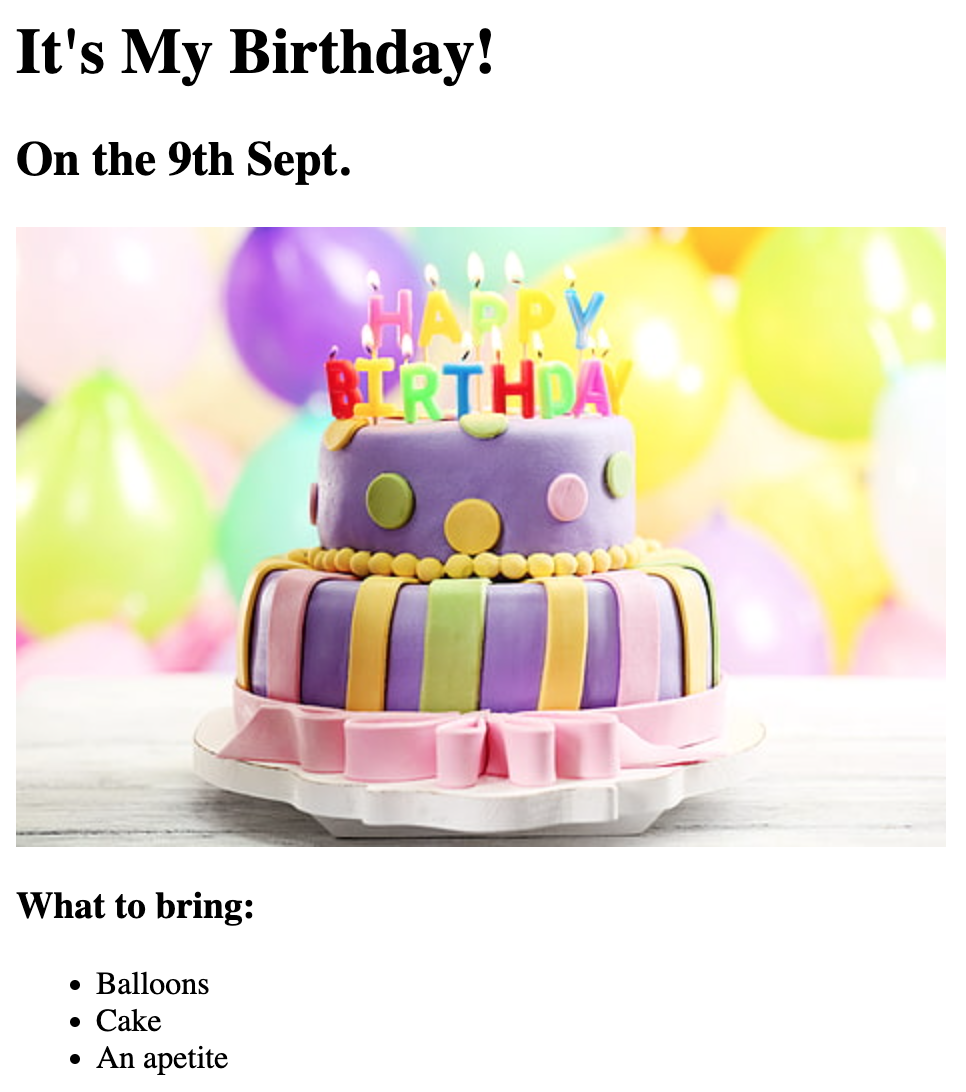 It's My Birthday!
On the 9th Sept.
HAPPY
BIRTHDAY
What to bring:
Balloons
Cake
An apetite